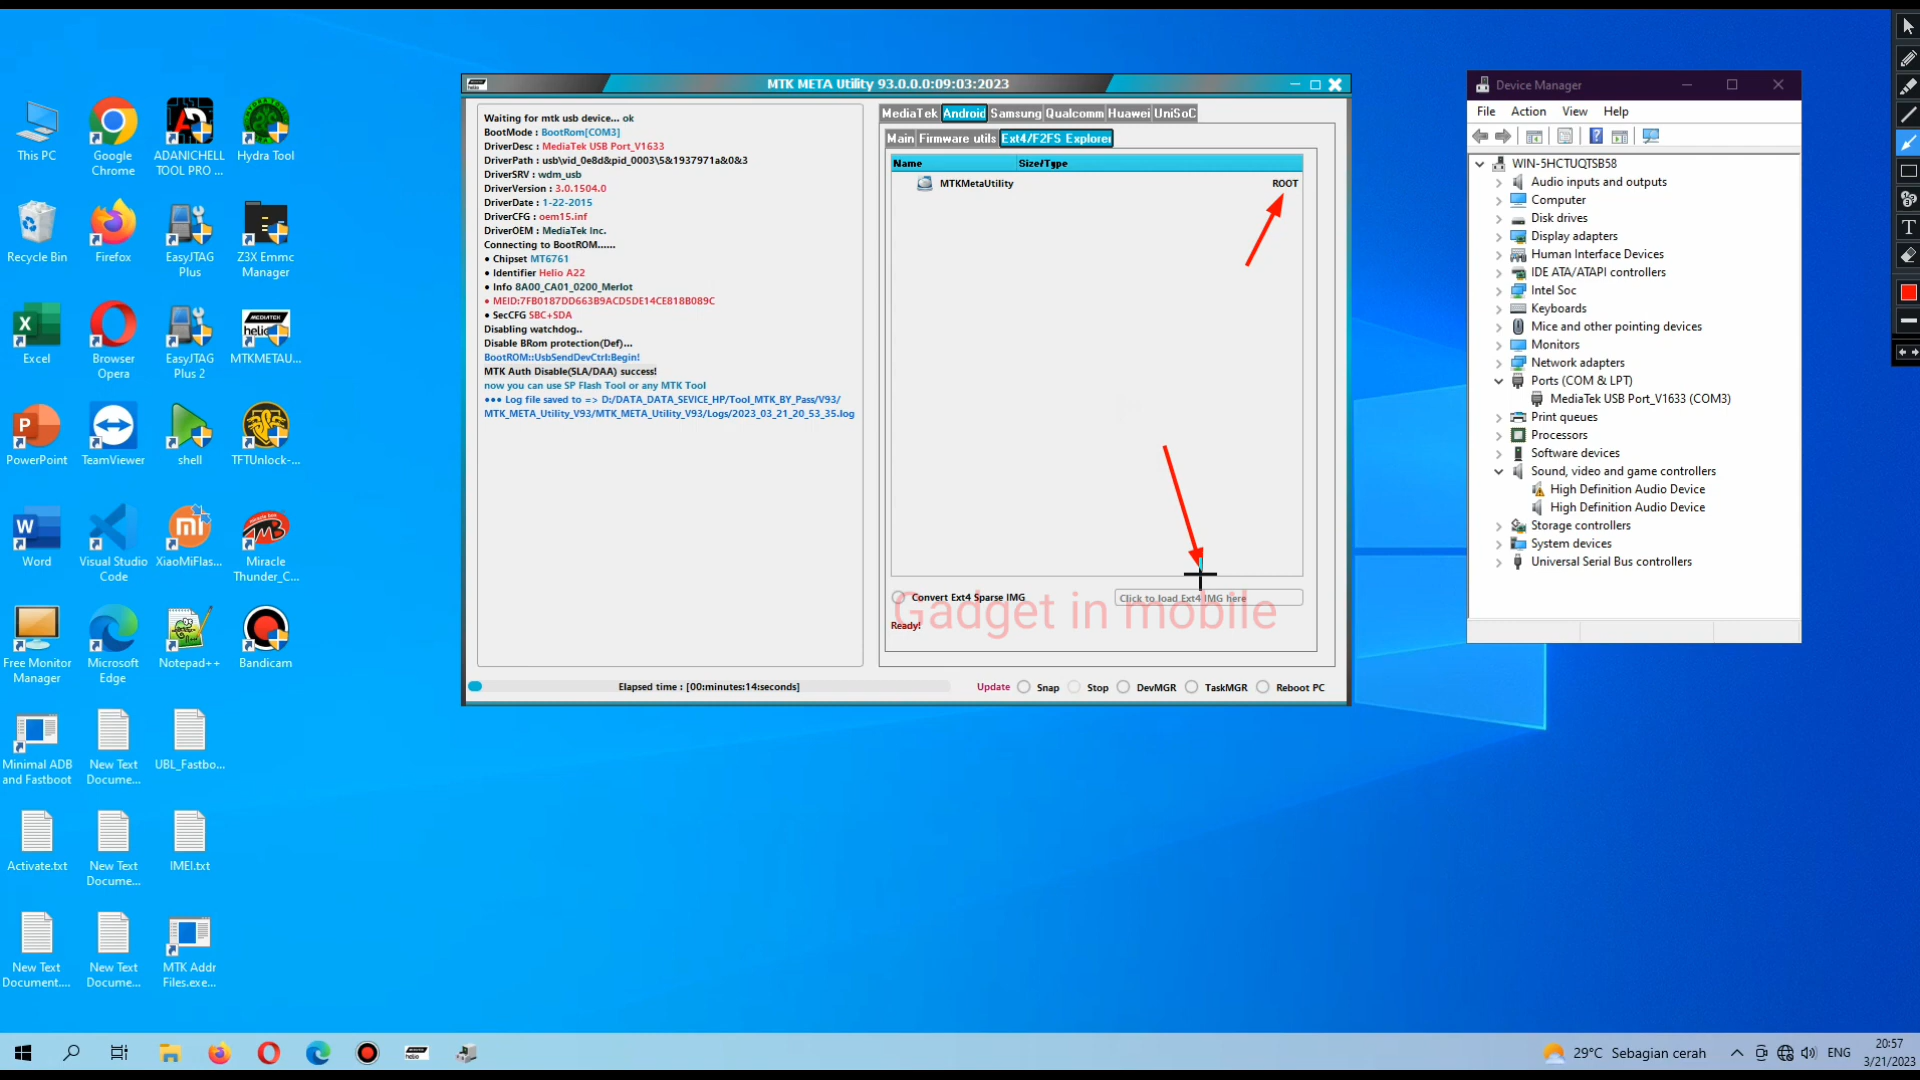 This PC
Google
Chrome
ADANICHELL
TOOL PRO ...
Hydra Tool
Recycle Bin
Firefox
EasyJTAG
Plus
Z3X Emmc
Manager
Excel
Browser
Opera
EasyJTAG
Plus 2
MTKMETAU...
PowerPoint
TeamViewer
shell
TFTUnlock-...
Word
Visual Studio
Code
XiaoMiFlas...
Miracle
Thunder_C...
Free Monitor
Manager
Microsoft
Edge
Notepad++
Bandicam
Minimal ADB
and Fastboot
New Text
Docume...
UBL_Fastbo...
Activate.txt
New Text
Docume...
IMEI.txt
New Text
Document....
New Text
Docume...
MTK Addr
Files.exe...
MTK META Utility 93.0.0.0:09:03:2023
Waiting for mtk usb device... ok
BootMode : BootRom[COM3]
DriverDesc : MediaTek USB Port_V1633
DriverPath : usb\vid_0e8d&pid_0003\5&1937971a&0&3
DriverSRV : wdm_usb
DriverVersion : 3.0.1504.0
DriverDate : 1-22-2015
DriverCFG : oem15.inf
DriverOEM : MediaTek Inc.
Connecting to BootROM......
• Chipset MT6761
• Identifier Helio A22
• Info 8A00_CA01_0200_Merlot
• MEID:7FB0187DD663B9ACD5DE14CE818B089C
• SecCFG SBC+SDA
Disabling watchdog..
Disable BRom protection(Def)...
BootROM::UsbSendDevCtrl:Begin!
MTK Auth Disable(SLA/DAA) success!
now you can use SP Flash Tool or any MTK Tool
••• Log file saved to => D:/DATA_DATA_SEVICE_HP/Tool_MTK_BY_Pass/V93/
MTK_META_Utility_V93/MTK_META_Utility_V93/Logs/2023_03_21_20_53_35.log
MediaTek Android Samsung Qualcomm Huawei UniSoC
Main Firmware utils Ext4/F2FS Explorer
Name Size/Type
MTKMetaUtility ROOT
Convert Ext4 Sparse IMG
Click to load Ext4 IMG here
Gadget in mobile
Ready!
Elapsed time : [00:minutes:14:seconds]
Update Snap Stop DevMGR TaskMGR Reboot PC
Device Manager
File Action View Help
WIN-5HCTUQTSB58
Audio inputs and outputs
Computer
Disk drives
Display adapters
Human Interface Devices
IDE ATA/ATAPI controllers
Intel Soc
Keyboards
Mice and other pointing devices
Monitors
Network adapters
Ports (COM & LPT)
MediaTek USB Port_V1633 (COM3)
Print queues
Processors
Software devices
Sound, video and game controllers
High Definition Audio Device
High Definition Audio Device
Storage controllers
System devices
Universal Serial Bus controllers
29°C Sebagian cerah
ENG
20:57
3/21/2023